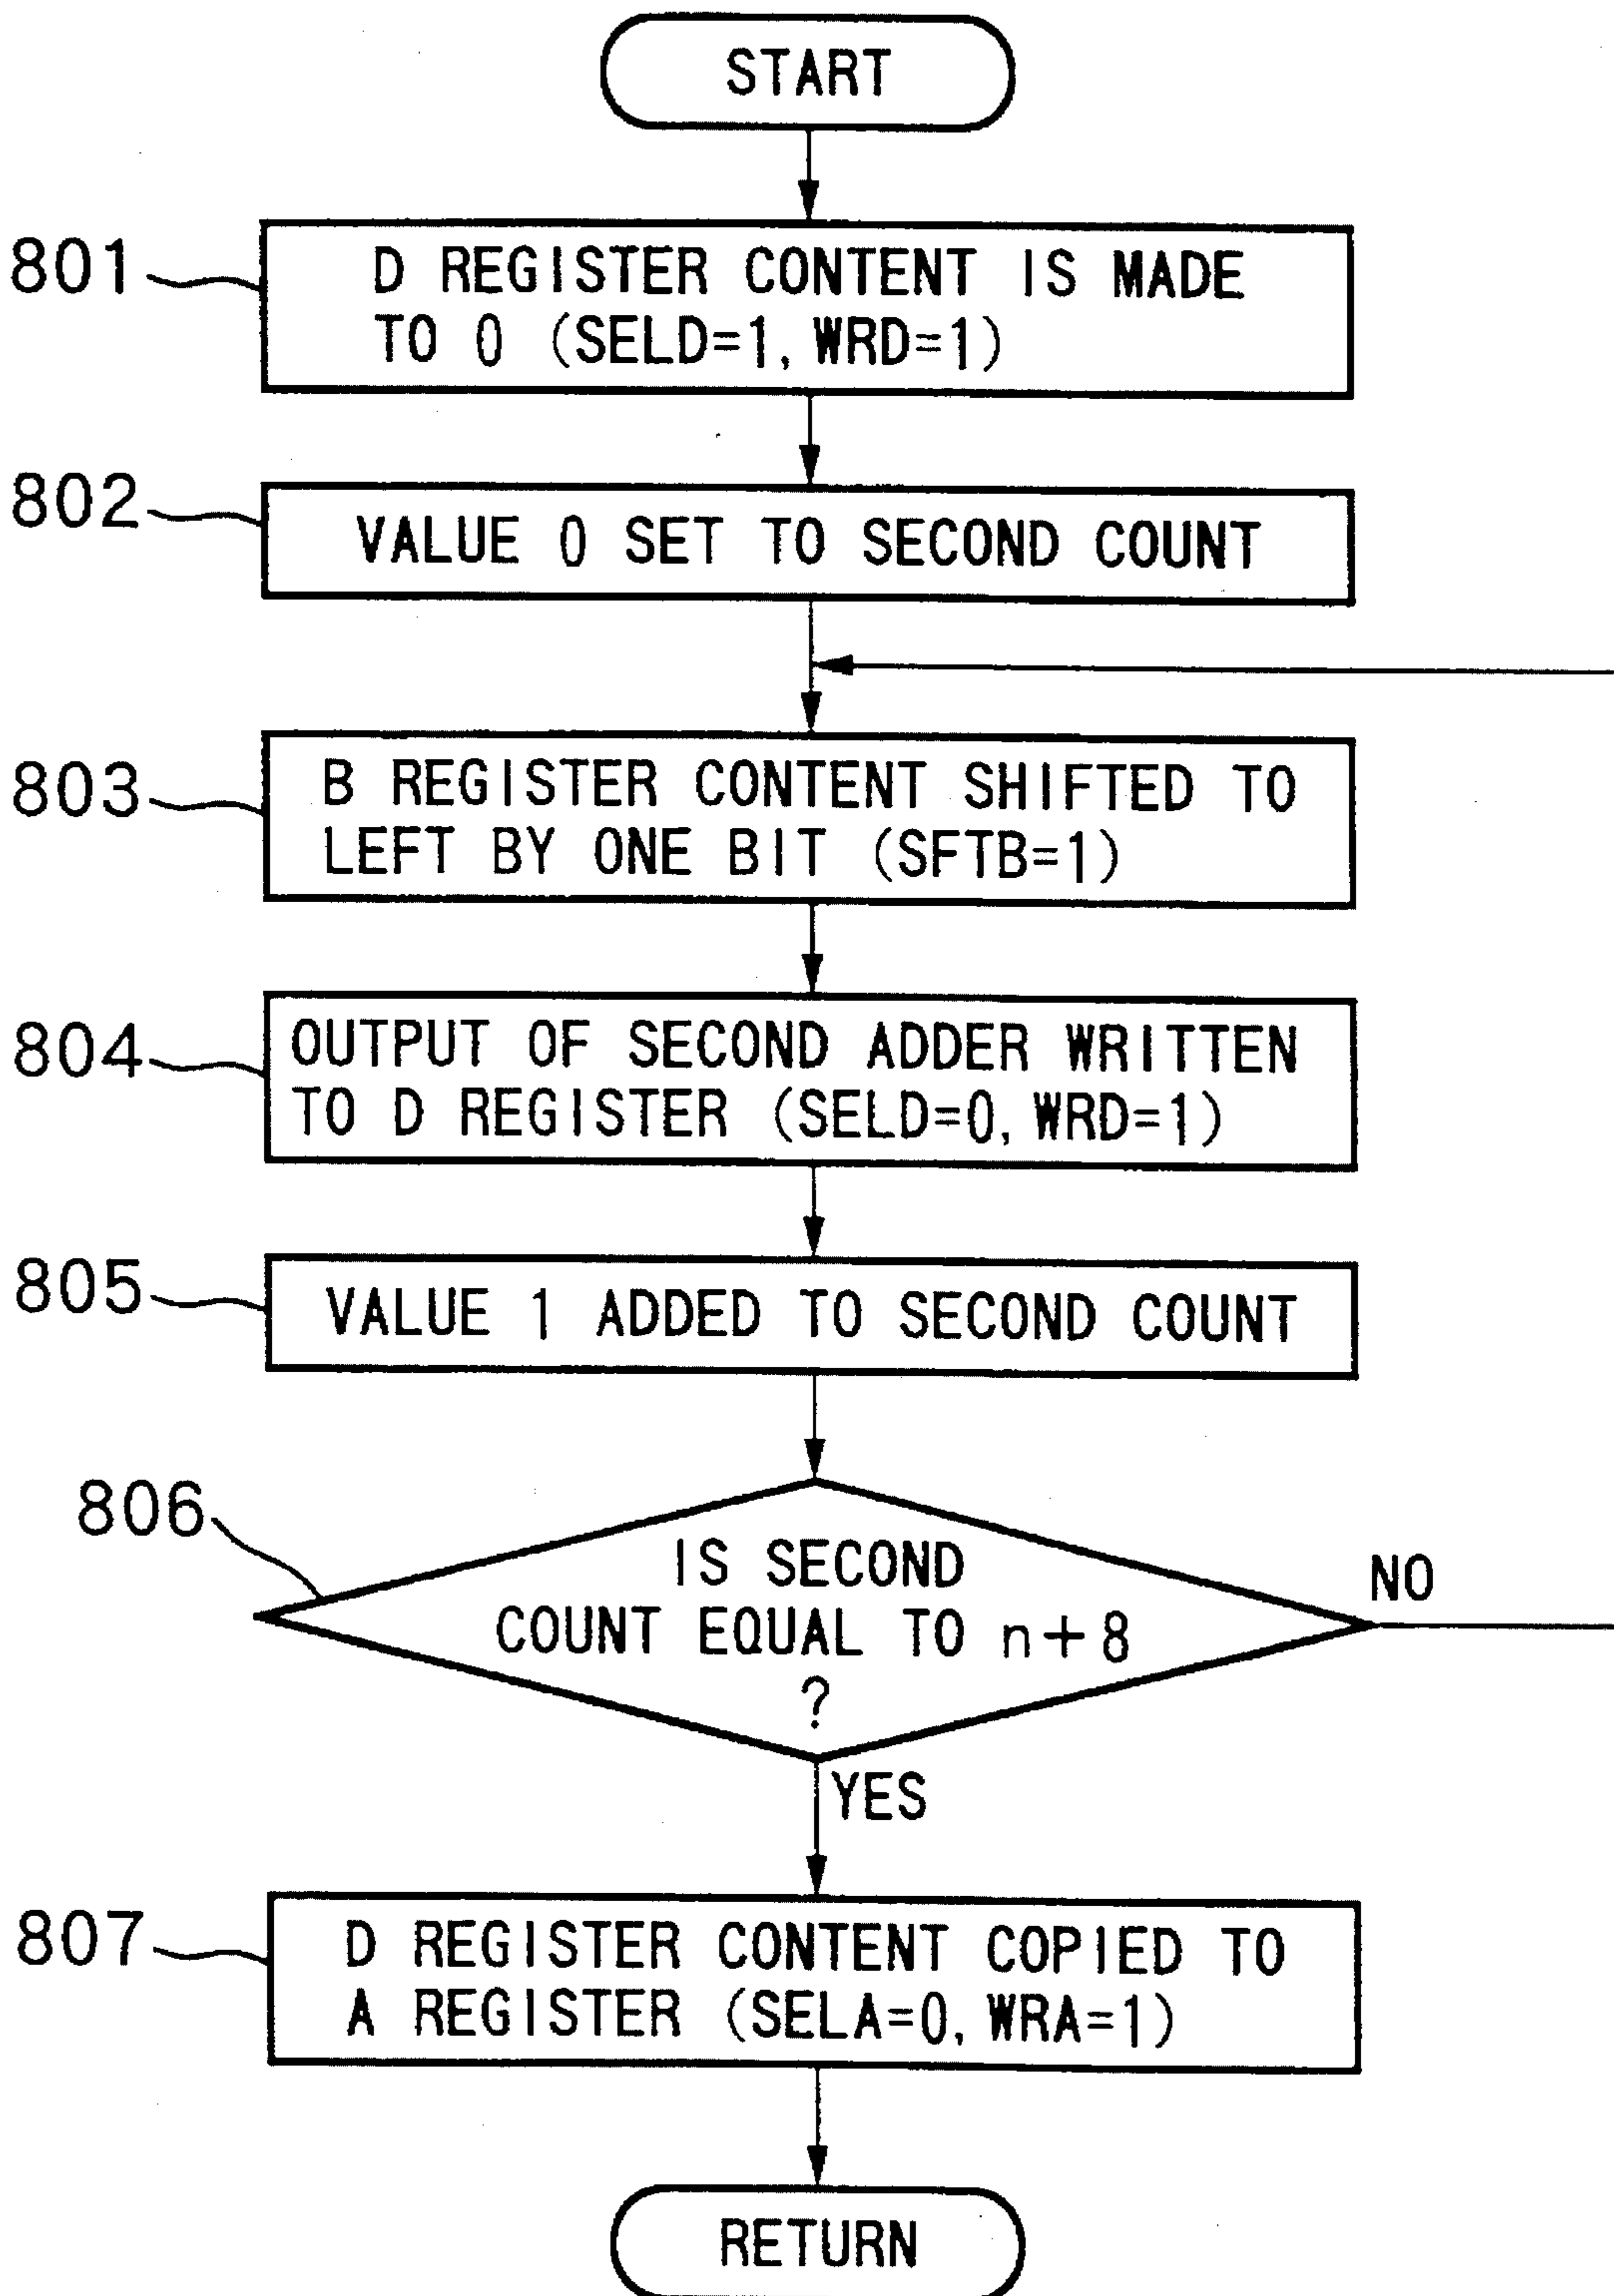 START
801
D REGISTER CONTENT IS MADE
TO 0 (SELD=1, WRD=1)
802
VALUE 0 SET TO SECOND COUNT
803
B REGISTER CONTENT SHIFTED TO
LEFT BY ONE BIT (SFTB=1)
804
OUTPUT OF SECOND ADDER WRITTEN
TO D REGISTER (SELD=0, WRD=1)
805
VALUE 1 ADDED TO SECOND COUNT
806
IS SECOND
COUNT EQUAL TO n+8
?
NO
YES
807
D REGISTER CONTENT COPIED TO
A REGISTER (SELA=0, WRA=1)
RETURN